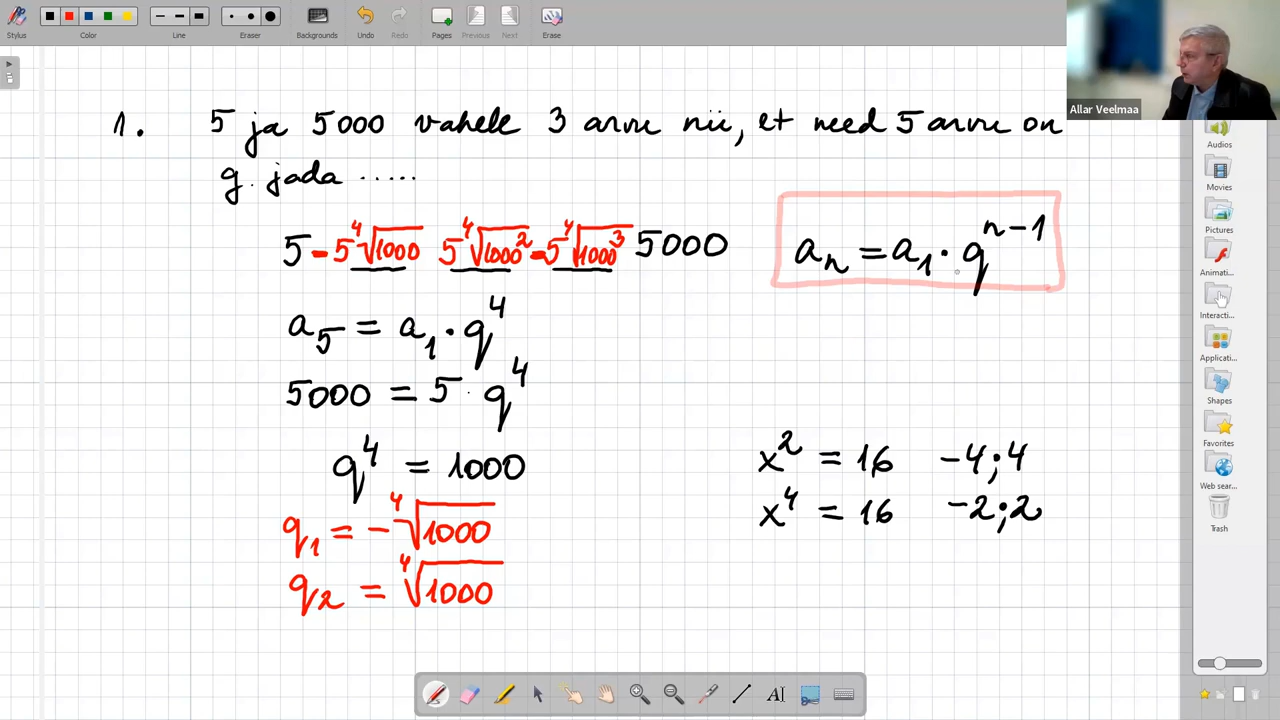 Stylus
Color
Line
Eraser
Backgrounds
Undo
Redo
Pages
Previous
Next
Erase
Allar Veelmaa
1. 5 ja 5000 vahele 3 arvu nii, et need 5 arvu on
g. jada .....
5 -5⁴√1000 5⁴√1000² -5⁴√1000³ 5000
aₙ = a₁ · qⁿ⁻¹
a₅ = a₁ · q⁴
5000 = 5 · q⁴
q⁴ = 1000
q₁ = -⁴√1000
q₂ = ⁴√1000
x² = 16 -4; 4
x⁴ = 16 -2; 2
Audios
Movies
Pictures
Animati...
Interacti...
Applicati...
Shapes
Favorites
Web sear...
Trash